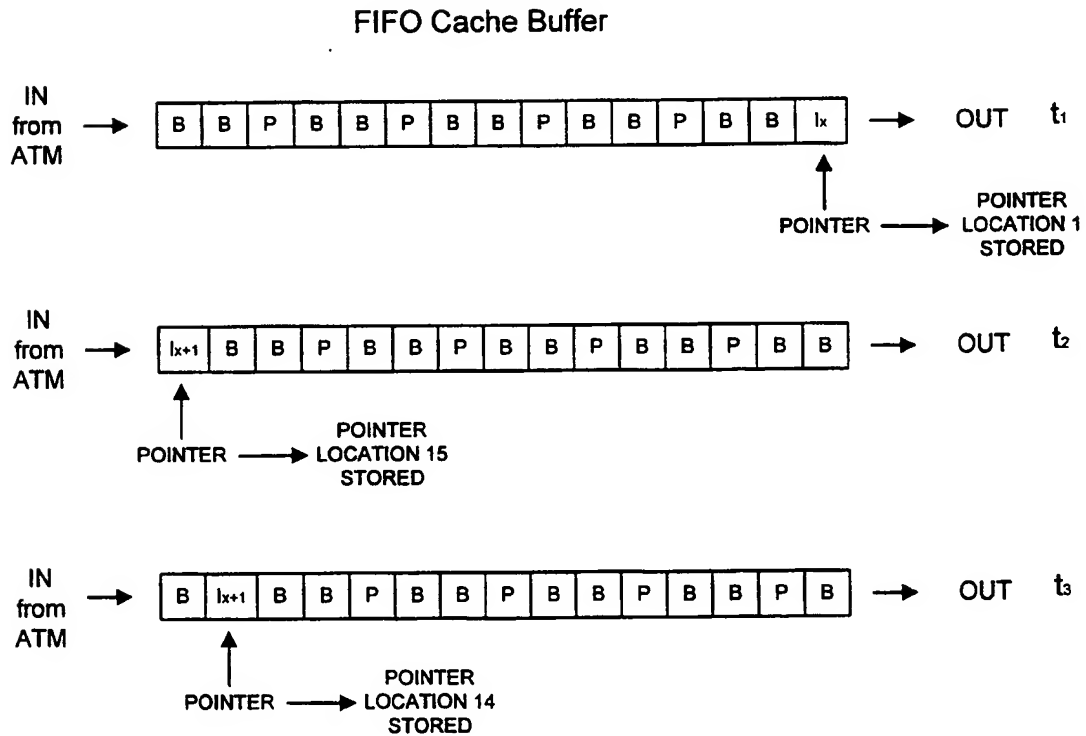 FIFO Cache Buffer
IN
from
ATM
B B P B B P B B P B B P B B Ix
OUT t1
POINTER
POINTER
LOCATION 1
STORED
IN
from
ATM
Ix+1 B B P B B P B B P B B P B B
OUT t2
POINTER
POINTER
LOCATION 15
STORED
IN
from
ATM
B Ix+1 B B P B B P B B P B B P B
OUT t3
POINTER
POINTER
LOCATION 14
STORED